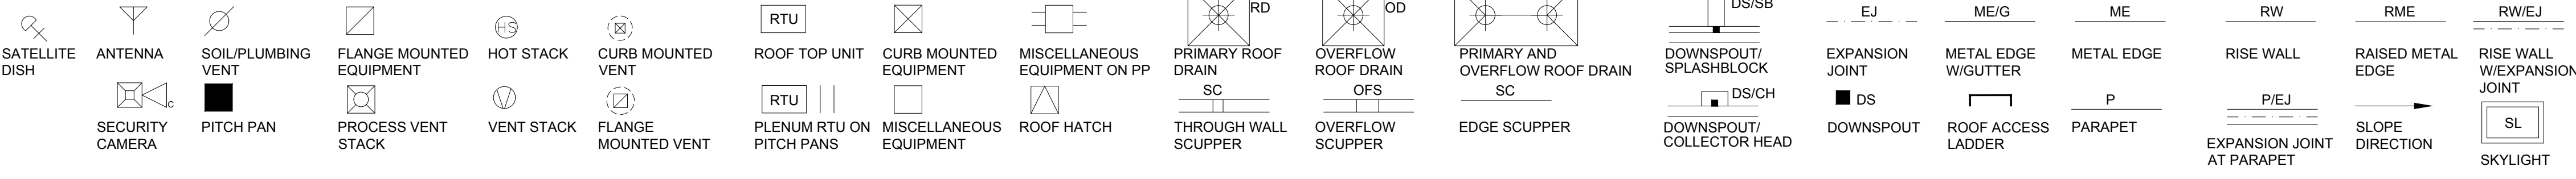 SATELLITE
DISH
ANTENNA
SOIL/PLUMBING
VENT
FLANGE MOUNTED
EQUIPMENT
HS
HOT STACK
CURB MOUNTED
VENT
RTU
ROOF TOP UNIT
CURB MOUNTED
EQUIPMENT
MISCELLANEOUS
EQUIPMENT ON PP
RD
PRIMARY ROOF
DRAIN
OD
OVERFLOW
ROOF DRAIN
PRIMARY AND
OVERFLOW ROOF DRAIN
DS/SB
DOWNSPOUT/
SPLASHBLOCK
EJ
EXPANSION
JOINT
ME/G
METAL EDGE
W/GUTTER
ME
METAL EDGE
RW
RISE WALL
RME
RAISED METAL
EDGE
RW/EJ
RISE WALL
W/EXPANSION
JOINT
C
SECURITY
CAMERA
PITCH PAN
PROCESS VENT
STACK
VENT STACK
FLANGE
MOUNTED VENT
RTU
PLENUM RTU ON
PITCH PANS
MISCELLANEOUS
EQUIPMENT
ROOF HATCH
SC
THROUGH WALL
SCUPPER
OFS
OVERFLOW
SCUPPER
SC
EDGE SCUPPER
DS/CH
DOWNSPOUT/
COLLECTOR HEAD
DS
DOWNSPOUT
ROOF ACCESS
LADDER
P
PARAPET
P/EJ
EXPANSION JOINT
AT PARAPET
SLOPE
DIRECTION
SL
SKYLIGHT